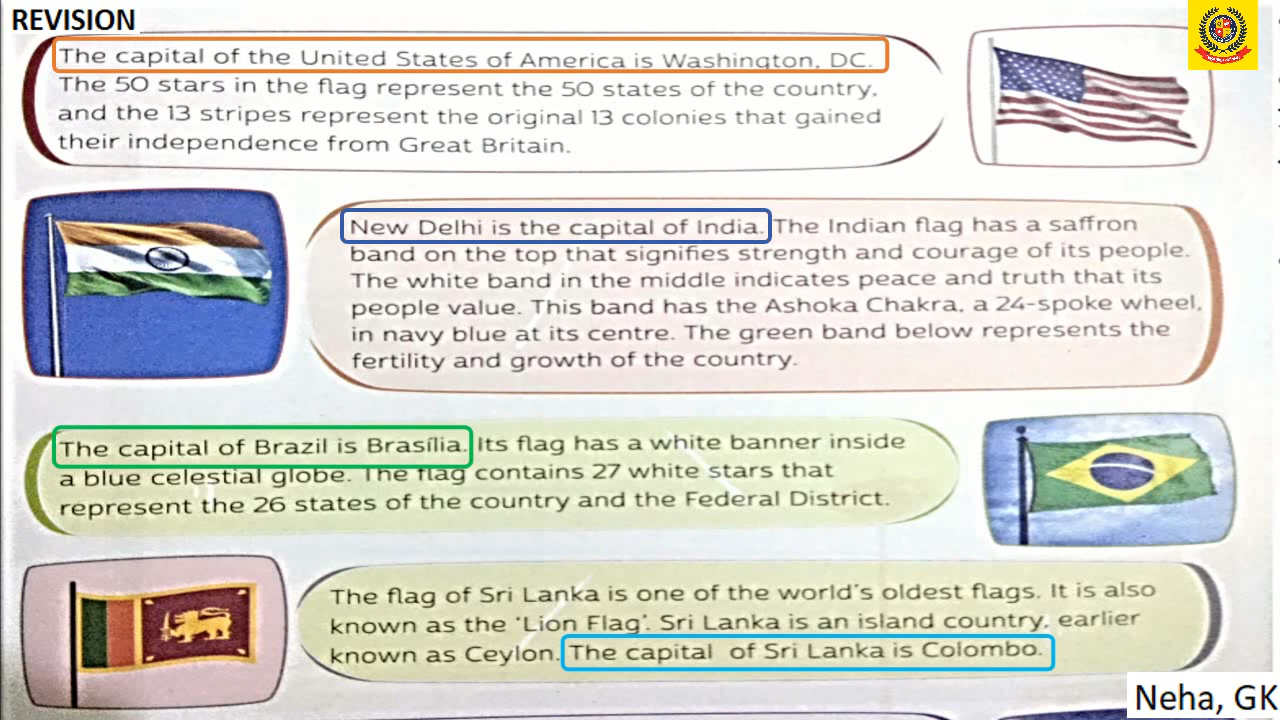 REVISION
The capital of the United States of America is Washington, DC.
The 50 stars in the flag represent the 50 states of the country,
and the 13 stripes represent the original 13 colonies that gained
their independence from Great Britain.
New Delhi is the capital of India. The Indian flag has a saffron
band on the top that signifies strength and courage of its people.
The white band in the middle indicates peace and truth that its
people value. This band has the Ashoka Chakra, a 24-spoke wheel,
in navy blue at its centre. The green band below represents the
fertility and growth of the country.
The capital of Brazil is Brasília. Its flag has a white banner inside
a blue celestial globe. The flag contains 27 white stars that
represent the 26 states of the country and the Federal District.
The flag of Sri Lanka is one of the world's oldest flags. It is also
known as the 'Lion Flag'. Sri Lanka is an island country, earlier
known as Ceylon. The capital of Sri Lanka is Colombo.
Neha, GK